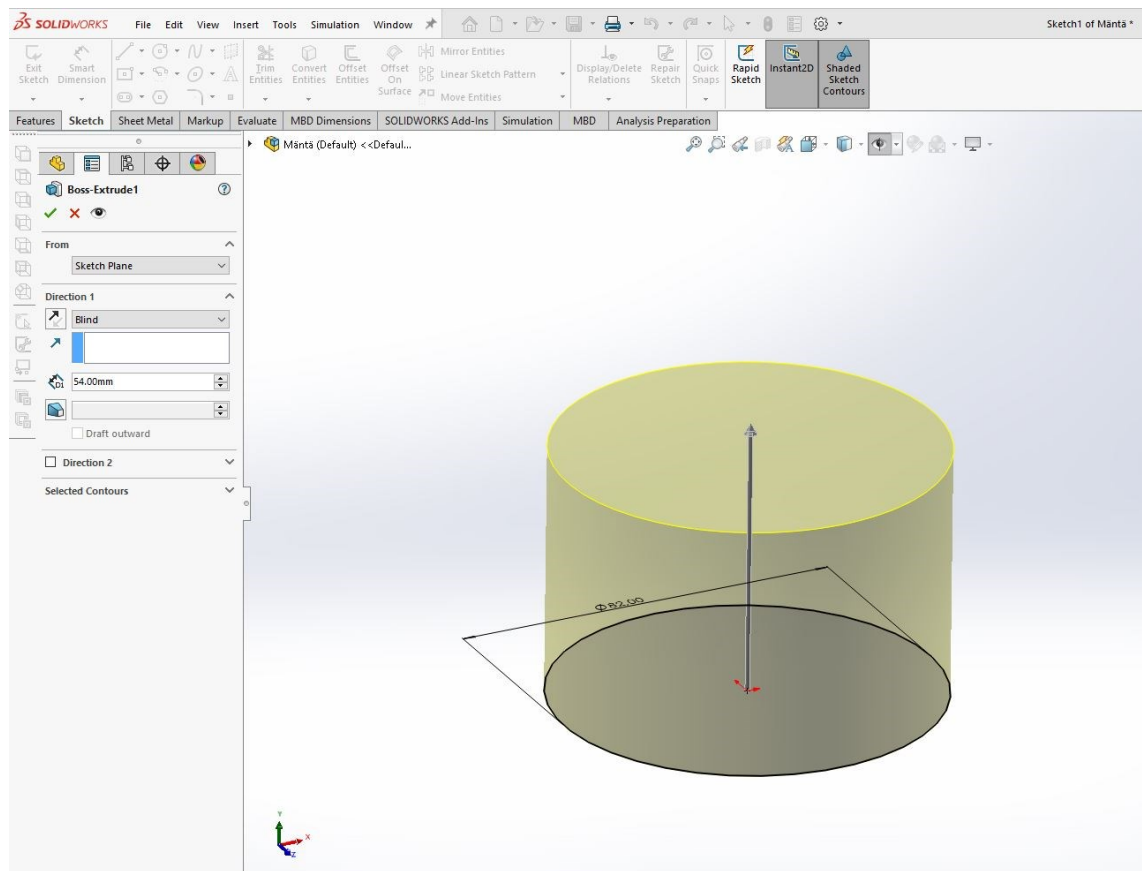 SOLIDWORKS File Edit View Insert Tools Simulation Window Sketch1 of Mäntä *
Exit Sketch
Smart Dimension
Trim Entities
Convert Entities
Offset Entities
Offset On Surface
Mirror Entities
Linear Sketch Pattern
Move Entities
Display/Delete Relations
Repair Sketch
Quick Snaps
Rapid Sketch
Instant2D
Shaded Sketch Contours
Features Sketch Sheet Metal Markup Evaluate MBD Dimensions SOLIDWORKS Add-Ins Simulation MBD Analysis Preparation
Mäntä (Default) <<Defaul...
Boss-Extrude1
From
Sketch Plane
Direction 1
Blind
D1 54.00mm
Draft outward
Direction 2
Selected Contours
Ø82.00
Y
X
Z